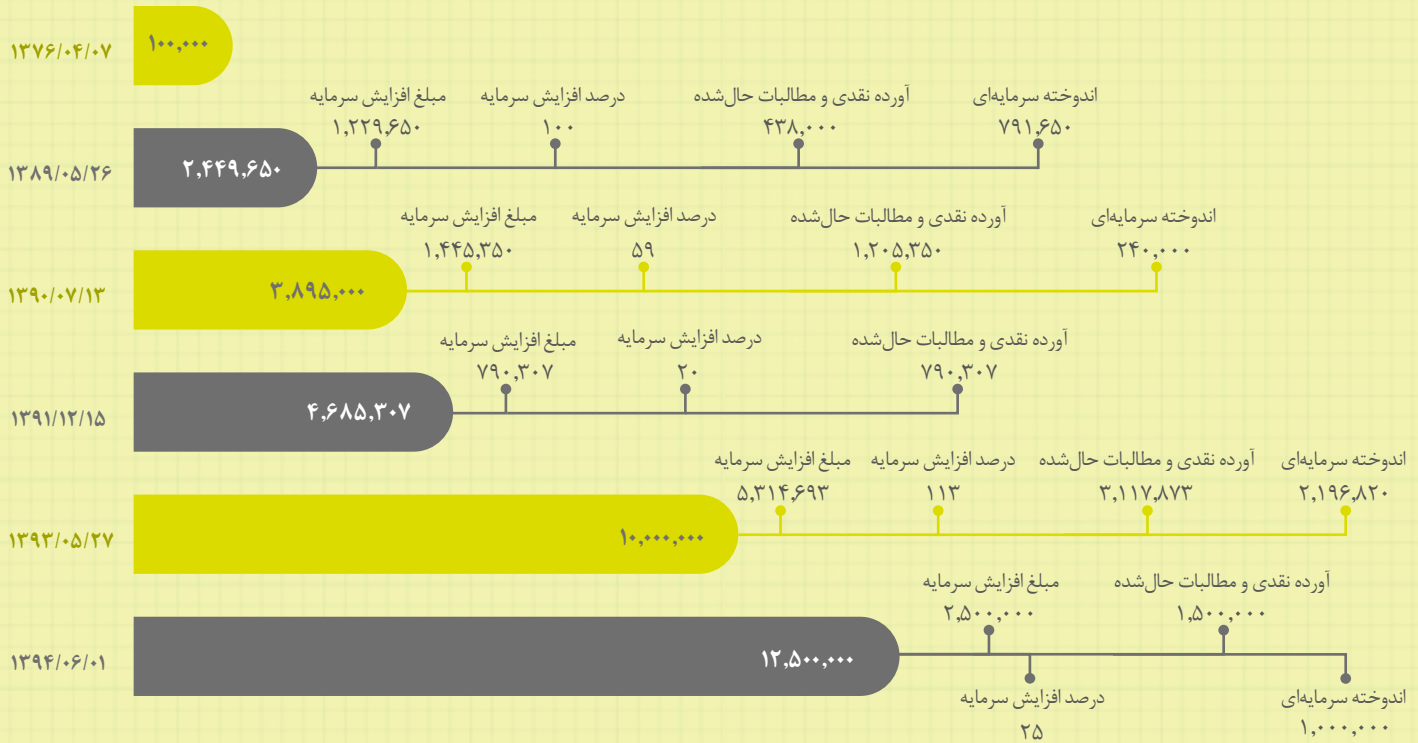 ۱۳۷۶/۰۴/۰۷
۱۰۰,۰۰۰
اندوخته سرمایه‌ای آورده نقدی و مطالبات حال‌شده درصد افزایش سرمایه مبلغ افزایش سرمایه
۷۹۱,۶۵۰ ۴۳۸,۰۰۰ ۱۰۰ ۱,۲۲۹,۶۵۰
۲,۴۴۹,۶۵۰
۱۳۸۹/۰۵/۲۶
اندوخته سرمایه‌ای آورده نقدی و مطالبات حال‌شده درصد افزایش سرمایه مبلغ افزایش سرمایه
۲۴۰,۰۰۰ ۱,۲۰۵,۳۵۰ ۵۹ ۱,۴۴۵,۳۵۰
۳,۸۹۵,۰۰۰
۱۳۹۰/۰۷/۱۳
آورده نقدی و مطالبات حال‌شده درصد افزایش سرمایه مبلغ افزایش سرمایه
۷۹۰,۳۰۷ ۲۰ ۷۹۰,۳۰۷
۴,۶۸۵,۳۰۷
۱۳۹۱/۱۲/۱۵
اندوخته سرمایه‌ای آورده نقدی و مطالبات حال‌شده درصد افزایش سرمایه مبلغ افزایش سرمایه
۲,۱۹۶,۸۲۰ ۳,۱۱۷,۸۷۳ ۱۱۳ ۵,۳۱۴,۶۹۳
۱۰,۰۰۰,۰۰۰
۱۳۹۳/۰۵/۲۷
آورده نقدی و مطالبات حال‌شده مبلغ افزایش سرمایه
۱,۵۰۰,۰۰۰ ۲,۵۰۰,۰۰۰
۱۲,۵۰۰,۰۰۰
۱۳۹۴/۰۶/۰۱
اندوخته سرمایه‌ای درصد افزایش سرمایه
۱,۰۰۰,۰۰۰ ۲۵